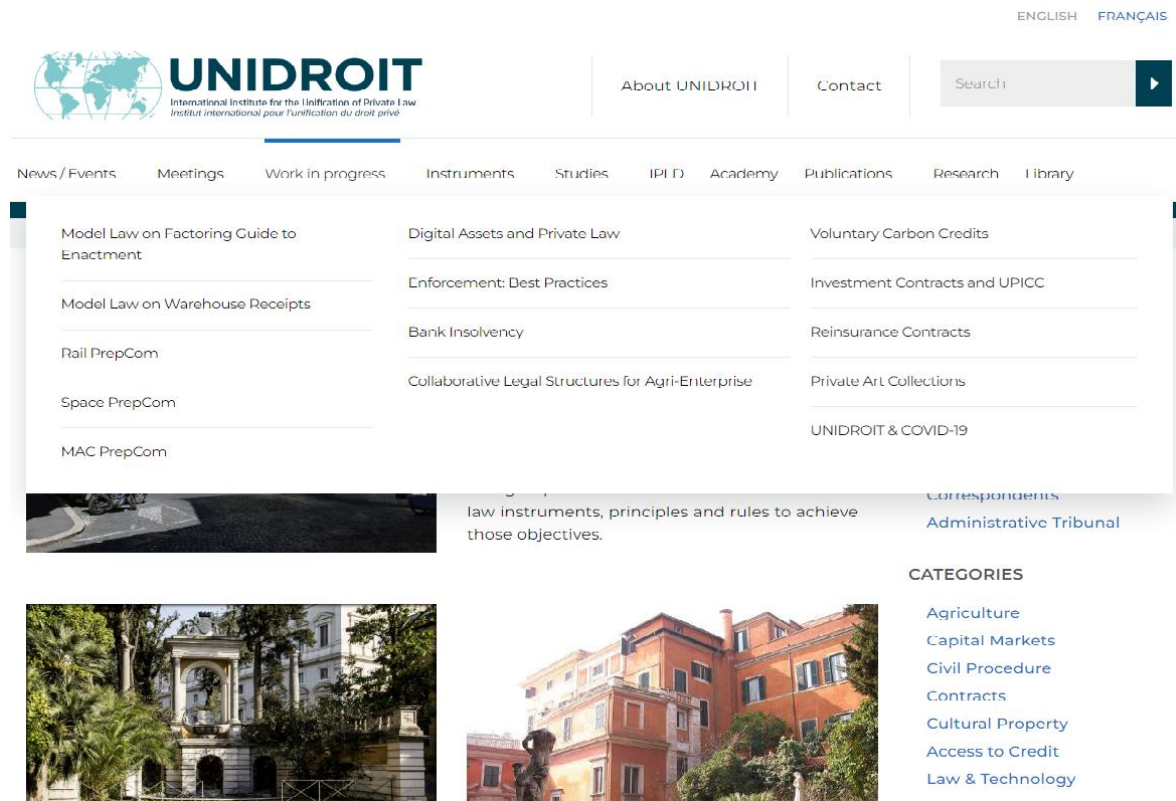 ENGLISH FRANÇAIS
UNIDROIT
International Institute for the Unification of Private Law
Institut international pour l'unification du droit privé
About UNIDROIT
Contact
Search
News / Events Meetings Work in progress Instruments Studies IPLD Academy Publications Research Library
Model Law on Factoring Guide to
Enactment
Model Law on Warehouse Receipts
Rail PrepCom
Space PrepCom
MAC PrepCom
Digital Assets and Private Law
Enforcement: Best Practices
Bank Insolvency
Collaborative Legal Structures for Agri-Enterprise
Voluntary Carbon Credits
Investment Contracts and UPICC
Reinsurance Contracts
Private Art Collections
UNIDROIT & COVID-19
law instruments, principles and rules to achieve
those objectives.
Correspondents
Administrative Tribunal
CATEGORIES
Agriculture
Capital Markets
Civil Procedure
Contracts
Cultural Property
Access to Credit
Law & Technology